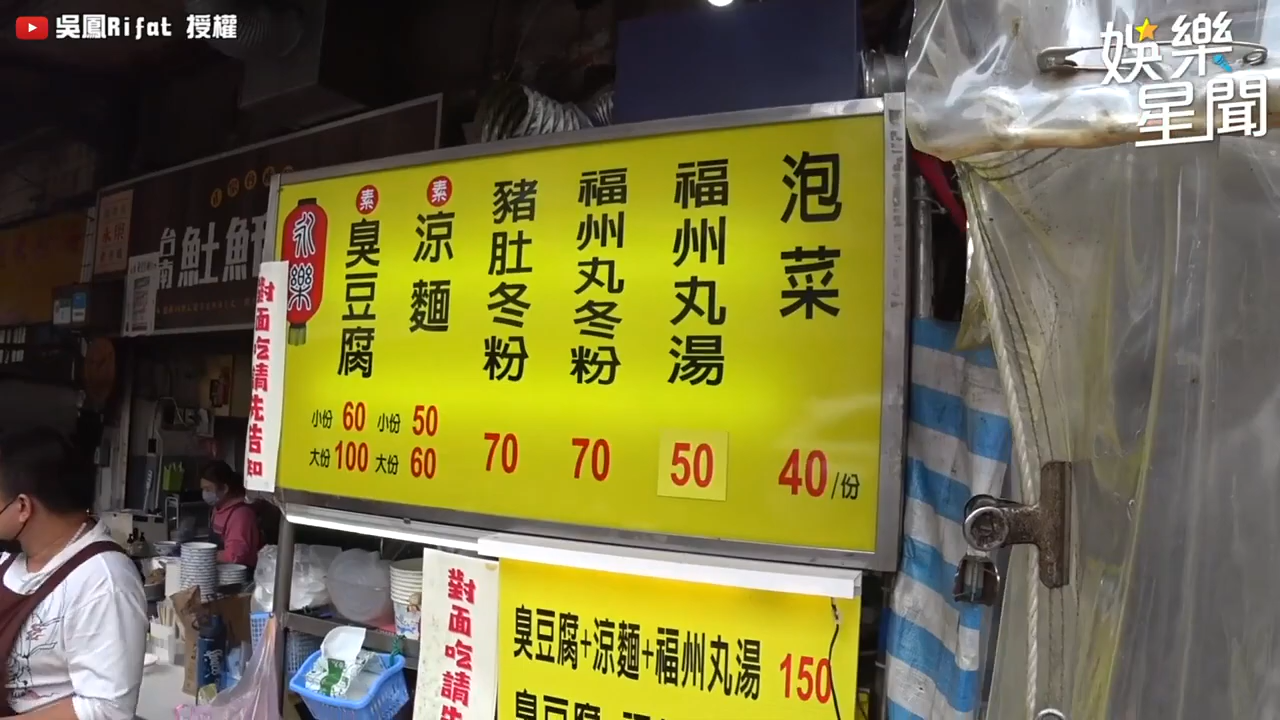 吳鳳Rifat 授權
娛樂
星聞
永樂
素
臭豆腐
小份 60
大份 100
素
涼麵
小份 50
大份 60
豬肚冬粉
70
福州丸冬粉
70
福州丸湯
50
泡菜
40/份
對面吃請先告知
台南
對面吃請先
臭豆腐+涼麵+福州丸湯 150